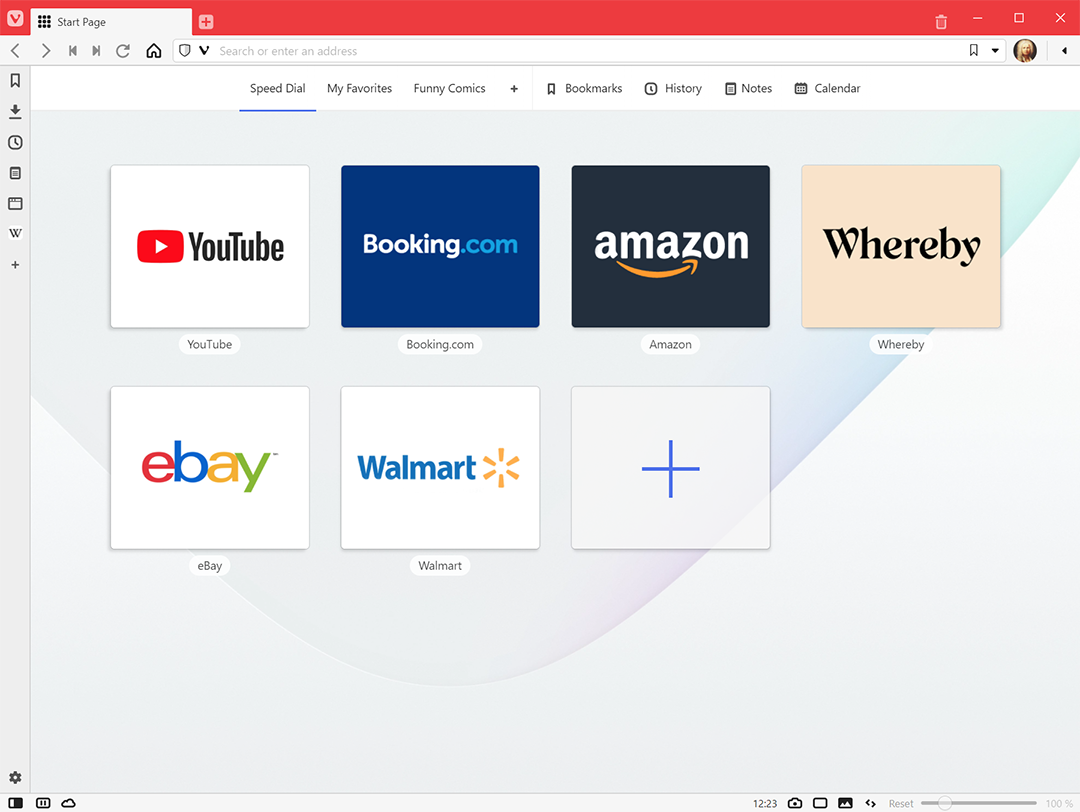 Start Page
Search or enter an address
Speed Dial
My Favorites
Funny Comics
Bookmarks
History
Notes
Calendar
W
YouTube
Booking.com
amazon
Whereby
YouTube
Booking.com
Amazon
Whereby
ebay™
Walmart
eBay
Walmart
12:23
Reset
100 %